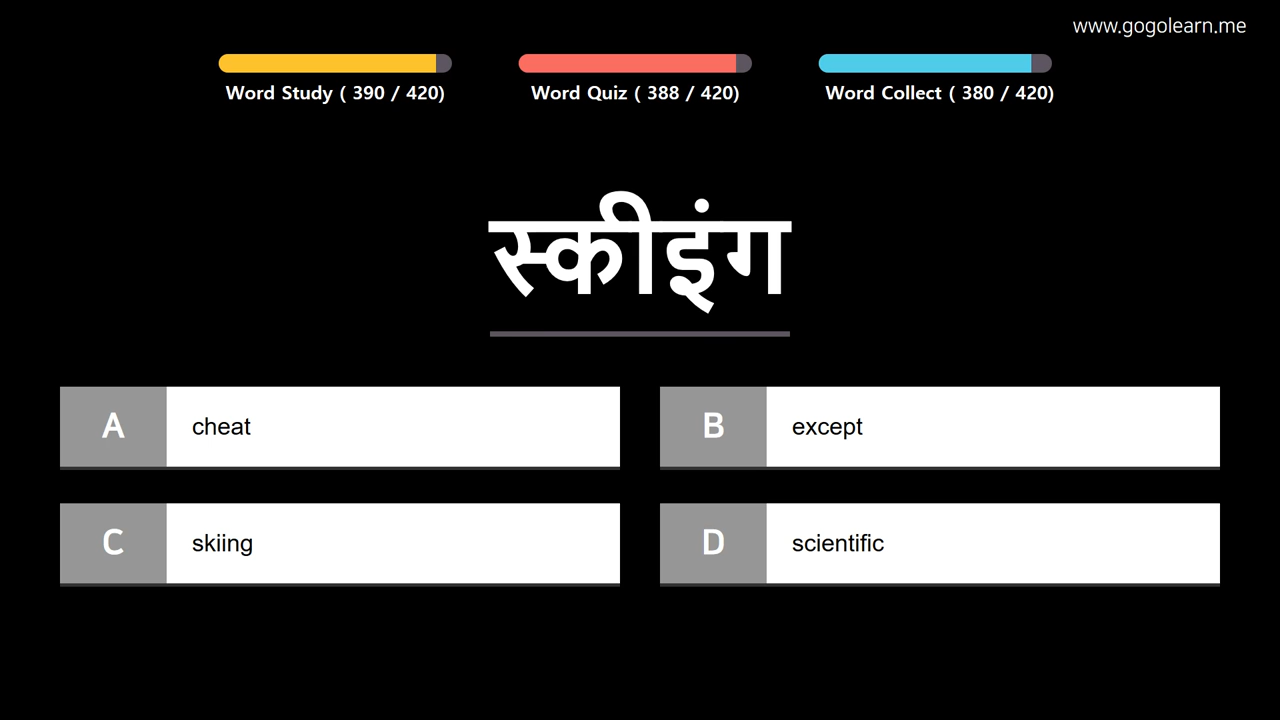 www.gogolearn.me
Word Study ( 390 / 420)
Word Quiz ( 388 / 420)
Word Collect ( 380 / 420)
स्कीइंग
A cheat
B except
C skiing
D scientific